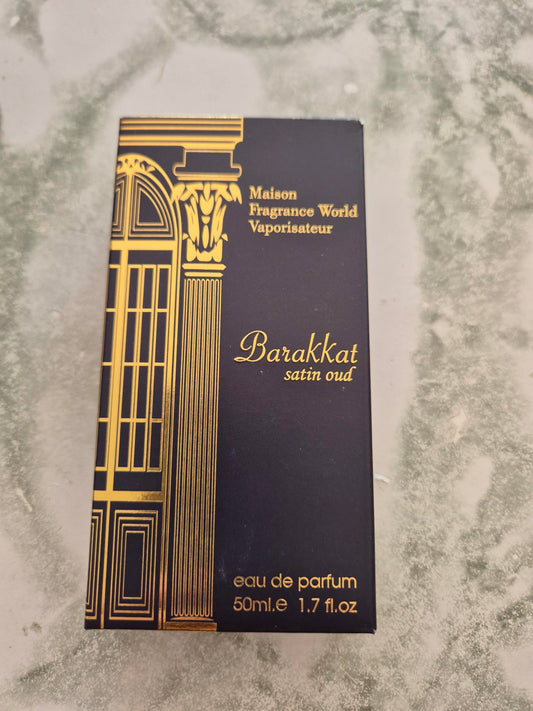 Maison
Fragrance World
Vaporisateur
Barakkat
satin oud
eau de parfum
50ml.e 1.7 fl.oz